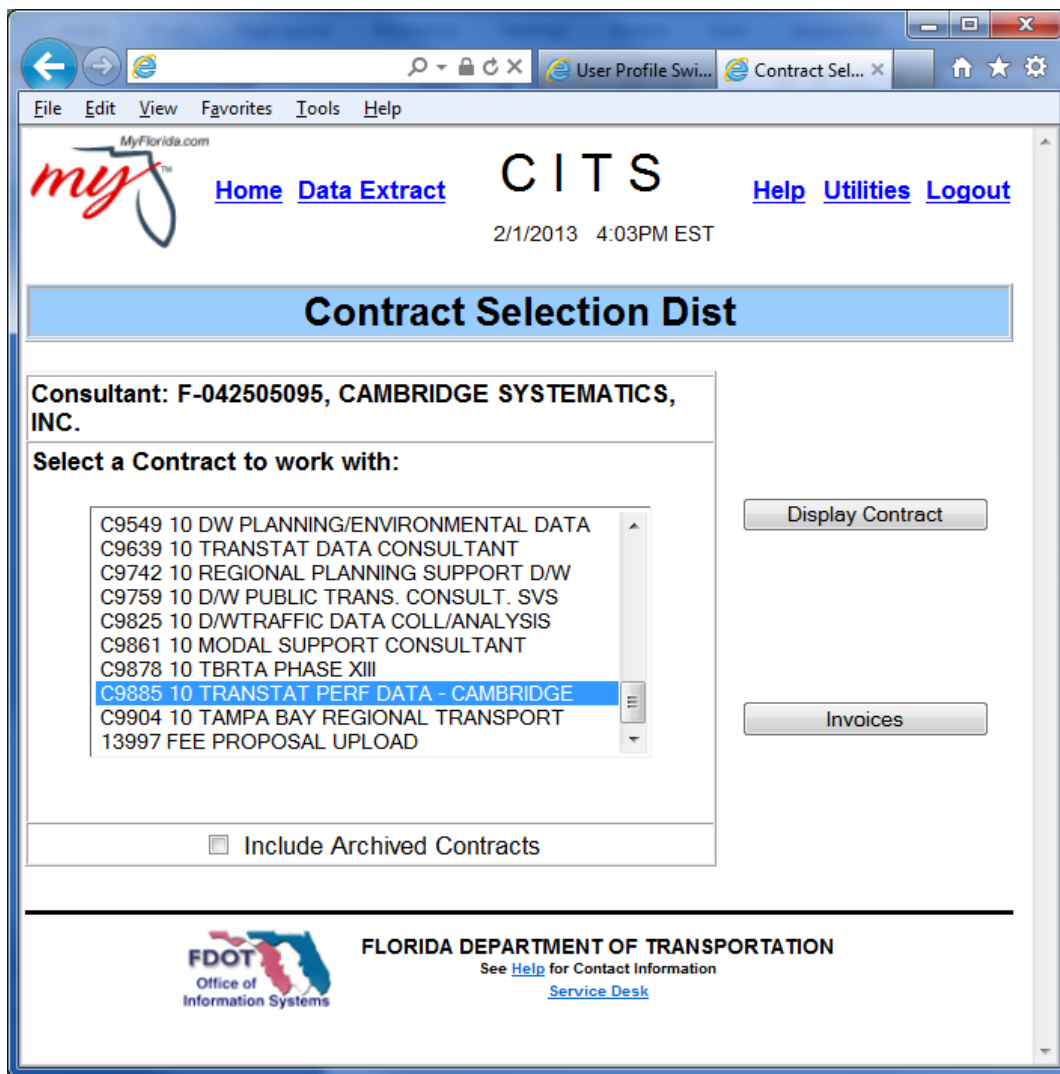 User Profile Swi...
Contract Sel...
File Edit View Favorites Tools Help
MyFlorida.com
my
TM
Home Data Extract
CITS
Help Utilities Logout
2/1/2013 4:03PM EST
Contract Selection Dist
Consultant: F-042505095, CAMBRIDGE SYSTEMATICS,
INC.
Select a Contract to work with:
C9549 10 DW PLANNING/ENVIRONMENTAL DATA
C9639 10 TRANSTAT DATA CONSULTANT
C9742 10 REGIONAL PLANNING SUPPORT D/W
C9759 10 D/W PUBLIC TRANS. CONSULT. SVS
C9825 10 D/WTRAFFIC DATA COLL/ANALYSIS
C9861 10 MODAL SUPPORT CONSULTANT
C9878 10 TBRTA PHASE XIII
C9885 10 TRANSTAT PERF DATA - CAMBRIDGE
C9904 10 TAMPA BAY REGIONAL TRANSPORT
13997 FEE PROPOSAL UPLOAD
Display Contract
Invoices
Include Archived Contracts
FDOT
Office of
Information Systems
FLORIDA DEPARTMENT OF TRANSPORTATION
See Help for Contact Information
Service Desk